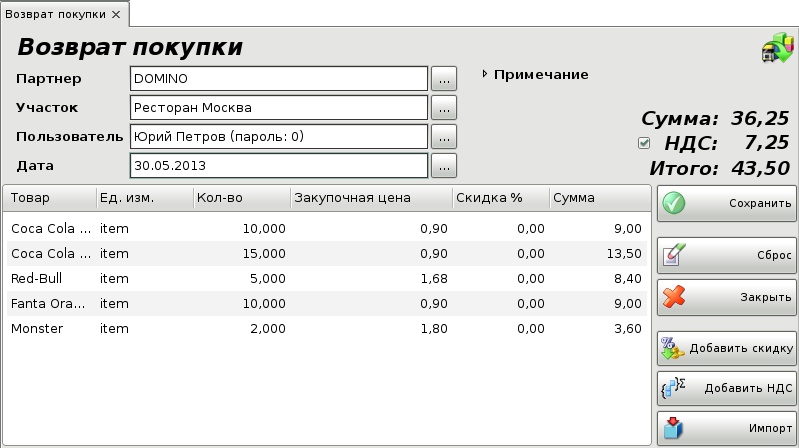 Возврат покупки
Возврат покупки
Партнер DOMINO ... Примечание
Участок Ресторан Москва ...
Пользователь Юрий Петров (пароль: 0) ...
Дата 30.05.2013 ...
Сумма: 36,25
НДС: 7,25
Итого: 43,50
Товар Ед. изм. Кол-во Закупочная цена Скидка % Сумма
Coca Cola ... item 10,000 0,90 0,00 9,00
Coca Cola ... item 15,000 0,90 0,00 13,50
Red-Bull item 5,000 1,68 0,00 8,40
Fanta Ora... item 10,000 0,90 0,00 9,00
Monster item 2,000 1,80 0,00 3,60
Сохранить
Сброс
Закрыть
Добавить скидку
Добавить НДС
Импорт